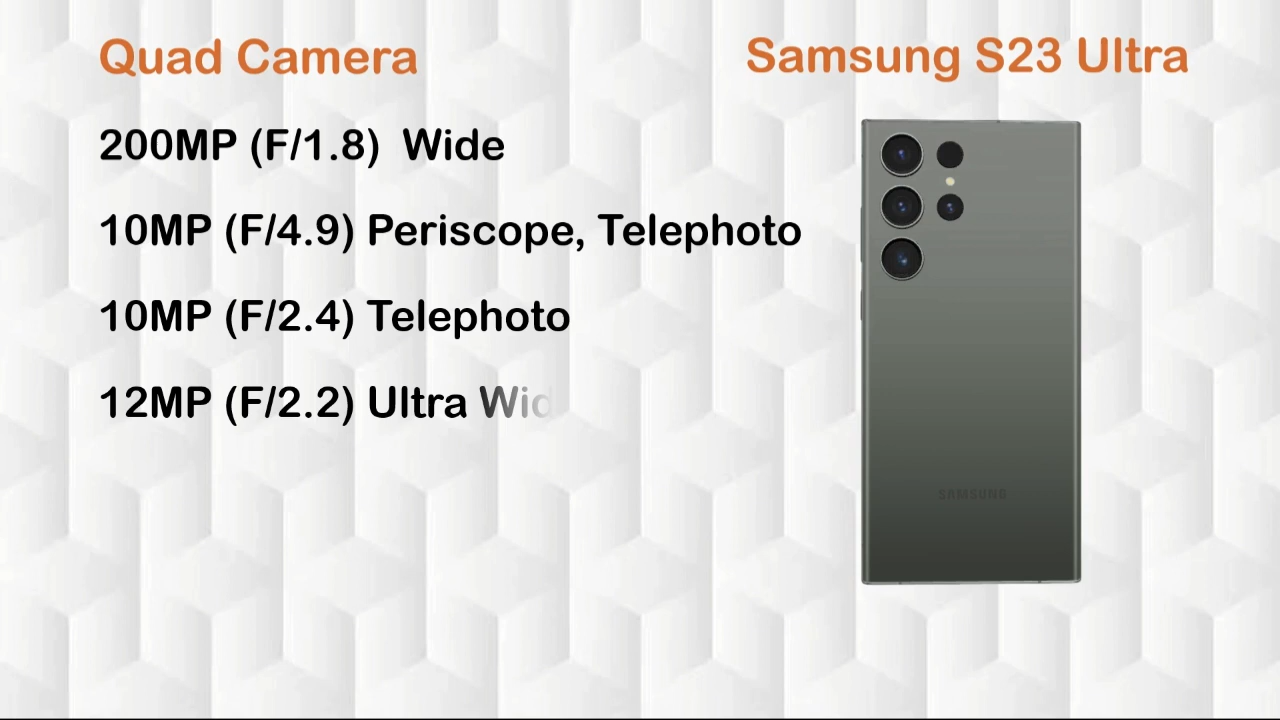 Quad Camera
Samsung S23 Ultra
200MP (F/1.8) Wide
10MP (F/4.9) Periscope, Telephoto
10MP (F/2.4) Telephoto
12MP (F/2.2) Ultra Wid
SAMSUNG